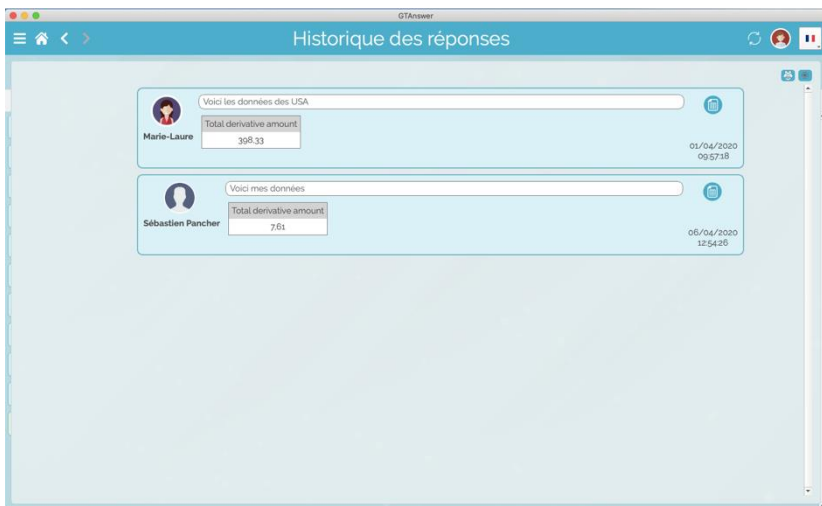 GTAnswer
Historique des réponses
Voici les données des USA
Total derivative amount
398,33
Marie-Laure
01/04/2020
09:57:18
Voici mes données
Total derivative amount
7,61
Sébastien Pancher
06/04/2020
12:54:26